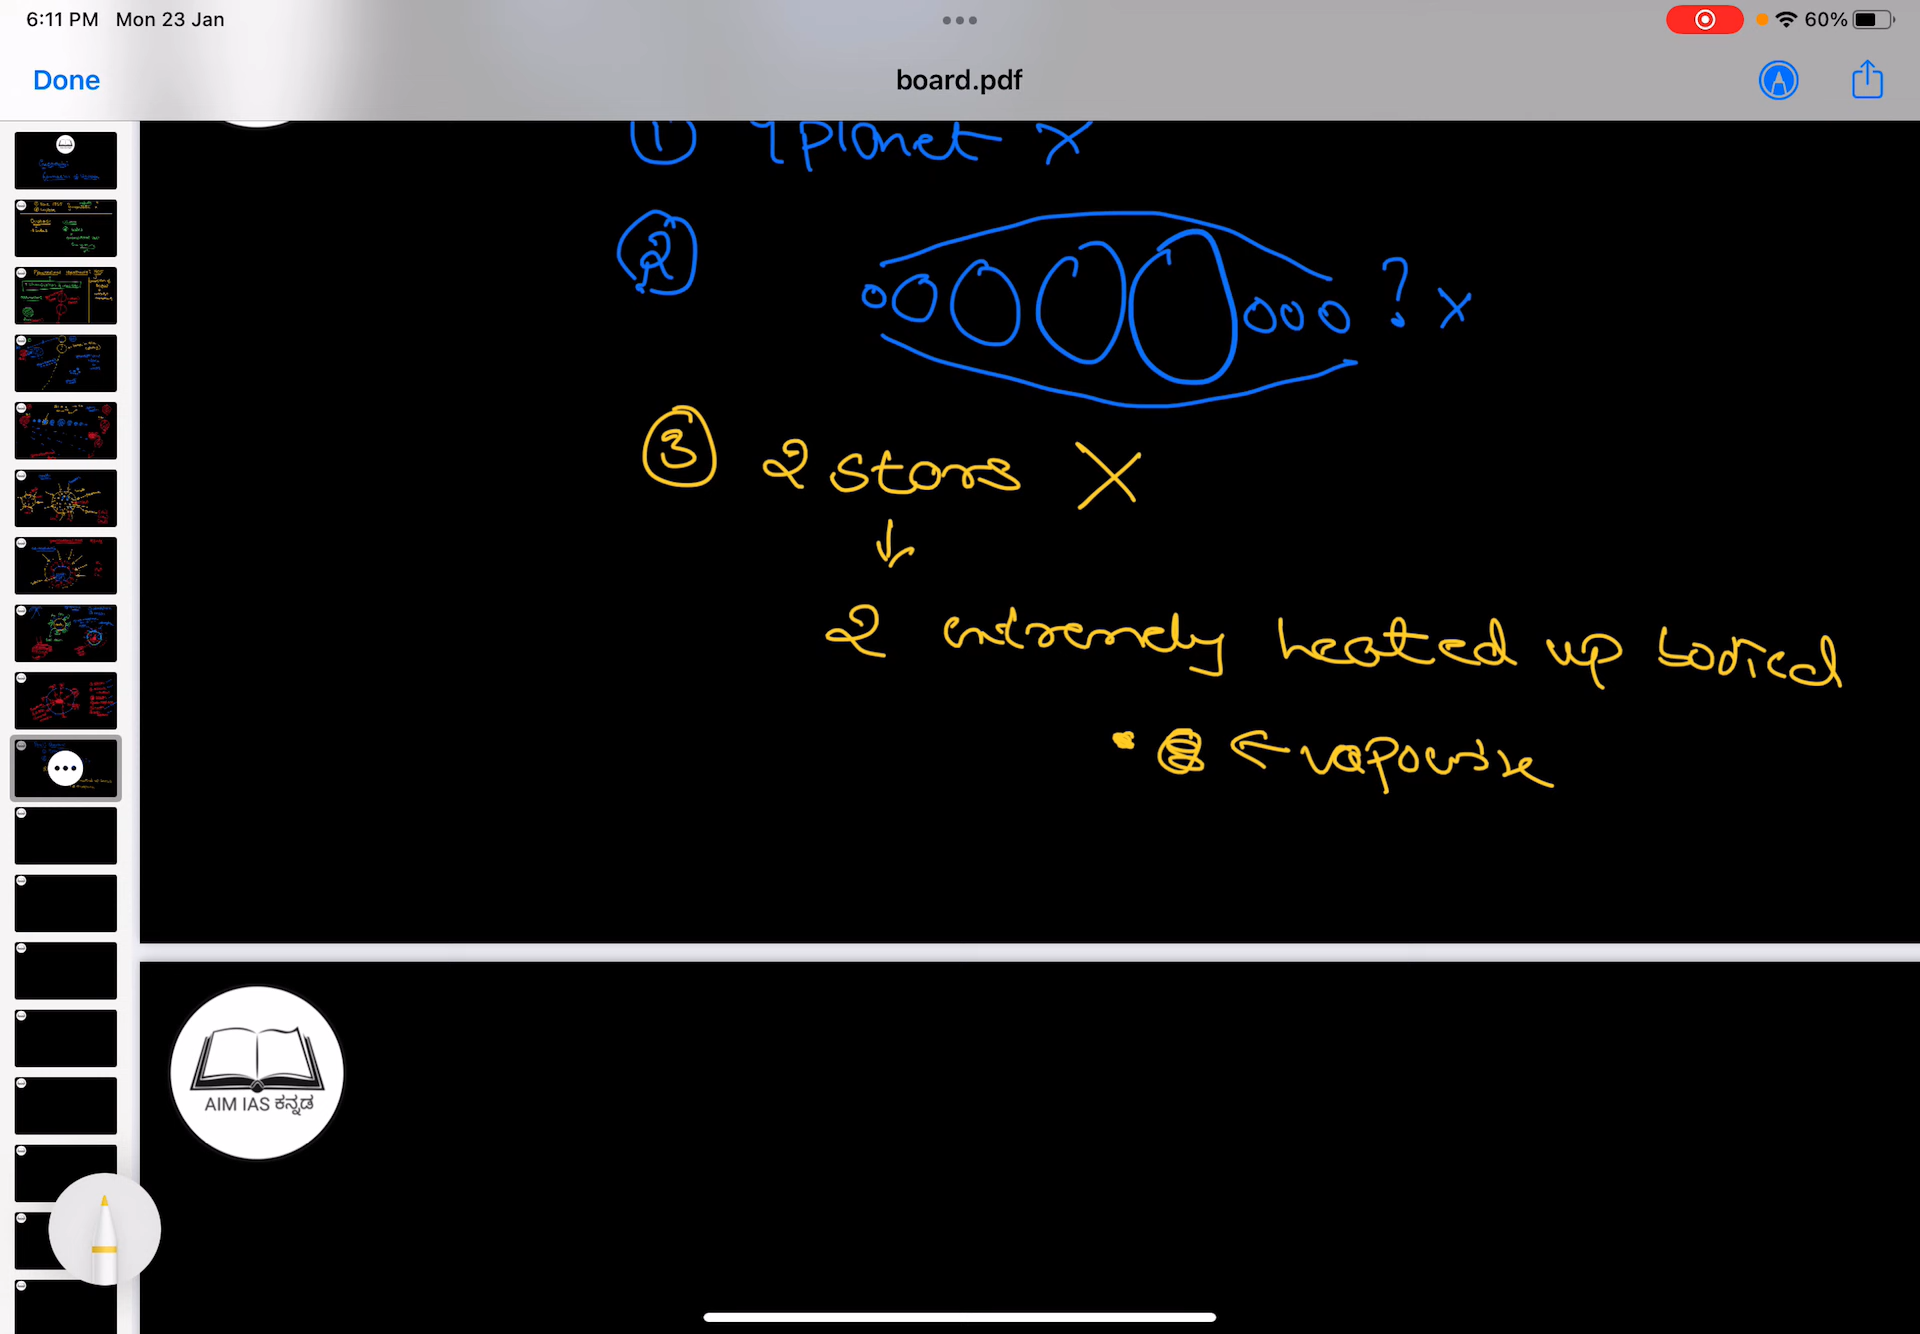 6:11 PM Mon 23 Jan
60%
Done
board.pdf
① 9 planet X
②
? x
③ 2 stars X
↓
2 extremely heated up bodies
← vapourise
AIM IAS ಕನ್ನಡ